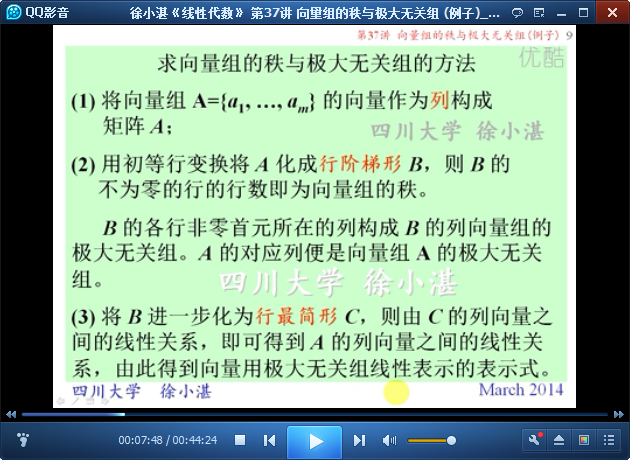 QQ影音
徐小湛《线性代数》 第37讲 向量组的秩与极大无关组 (例子)_...
第37讲 向量组的秩与极大无关组(例子) 9
优酷
求向量组的秩与极大无关组的方法
(1) 将向量组 A={a1, …, am} 的向量作为列构成
矩阵 A；
四川大学 徐小湛
(2) 用初等行变换将 A 化成行阶梯形 B，则 B 的
不为零的行的行数即为向量组的秩。
B 的各行非零首元所在的列构成 B 的列向量组的
极大无关组。A 的对应列便是向量组 A 的极大无关
组。
四川大学 徐小湛
(3) 将 B 进一步化为行最简形 C，则由 C 的列向量之
间的线性关系，即可得到 A 的列向量之间的线性关
系，由此得到向量用极大无关组线性表示的表示式。
四川大学 徐小湛
March 2014
00:07:48 / 00:44:24